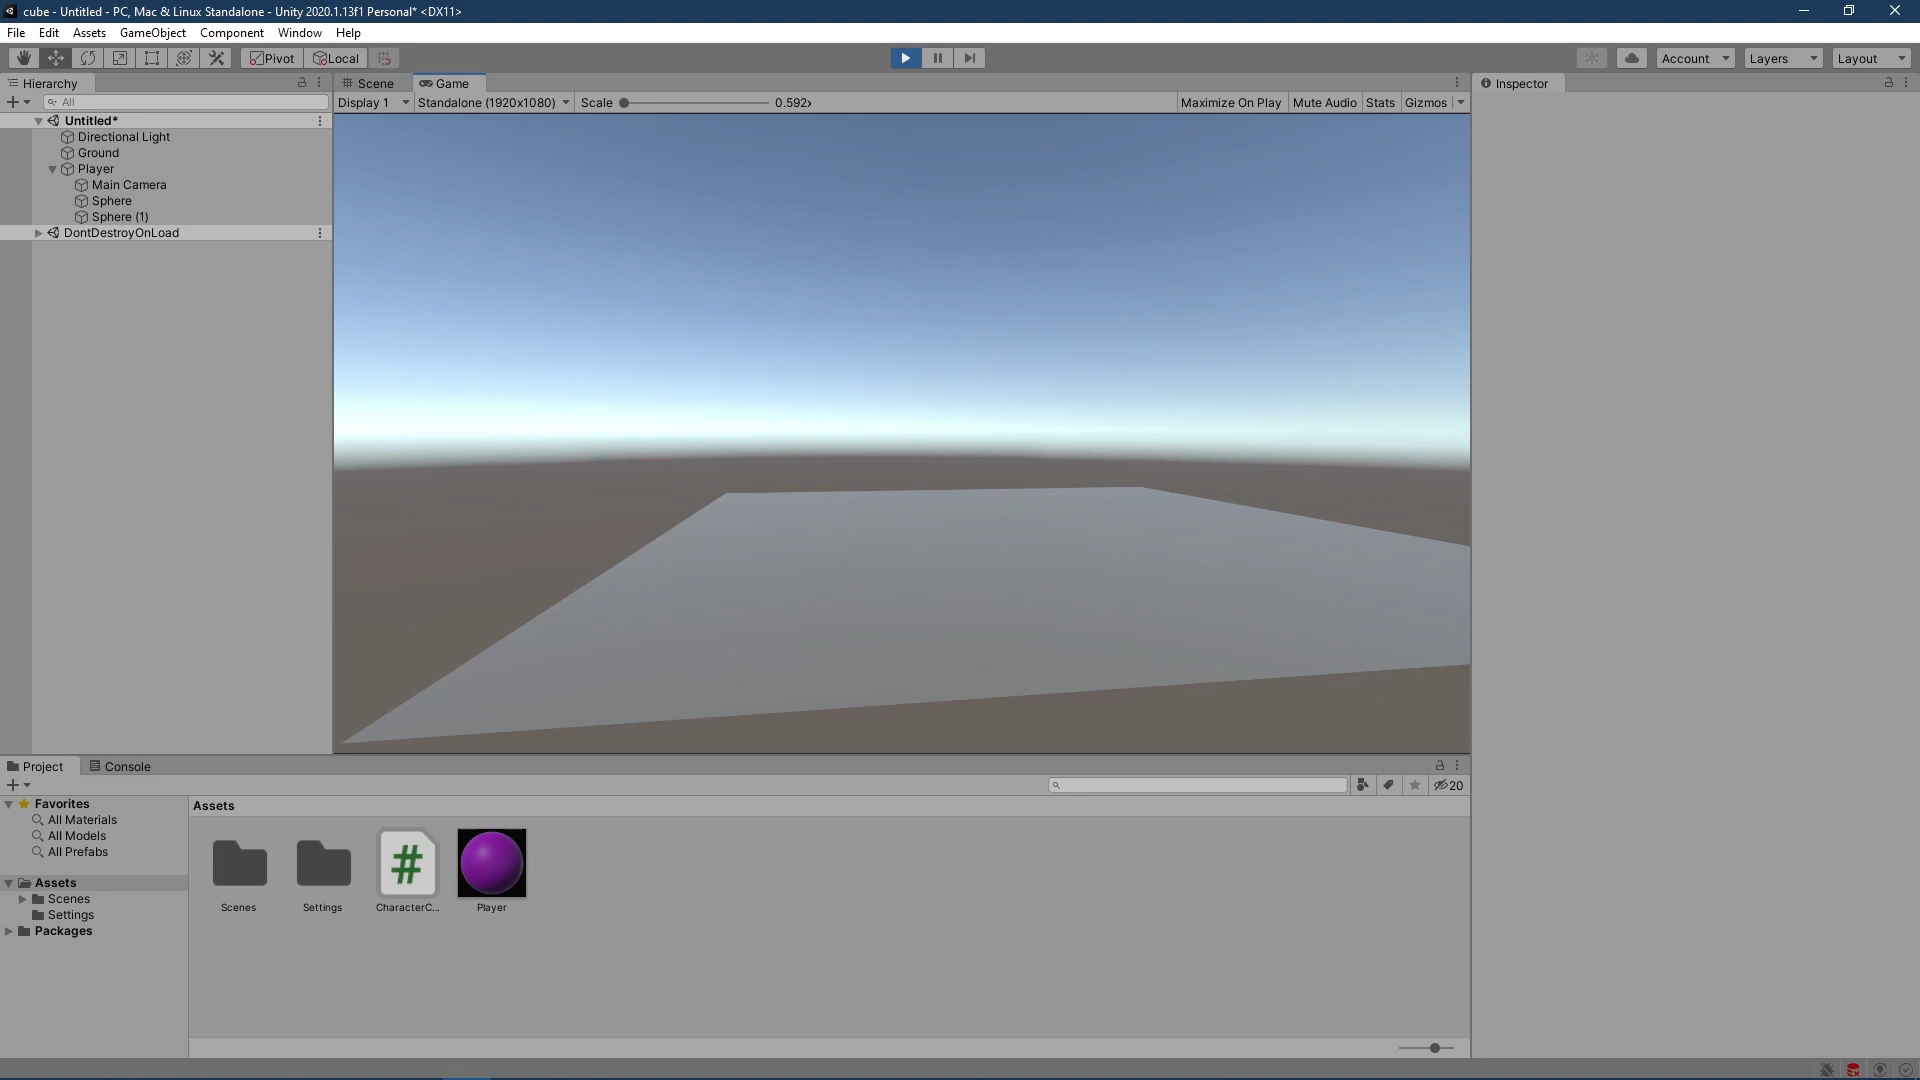 cube - Untitled - PC, Mac & Linux Standalone - Unity 2020.1.13f1 Personal* <DX11>
File Edit Assets GameObject Component Window Help
Pivot Local Account Layers Layout
Hierarchy
All
Untitled*
Directional Light
Ground
Player
Main Camera
Sphere
Sphere (1)
DontDestroyOnLoad
Scene Game
Display 1 Standalone (1920x1080) Scale 0.592x Maximize On Play Mute Audio Stats Gizmos
Inspector
Project Console
20
Favorites
All Materials
All Models
All Prefabs
Assets
Scenes
Settings
Packages
Assets
Scenes Settings CharacterC... Player